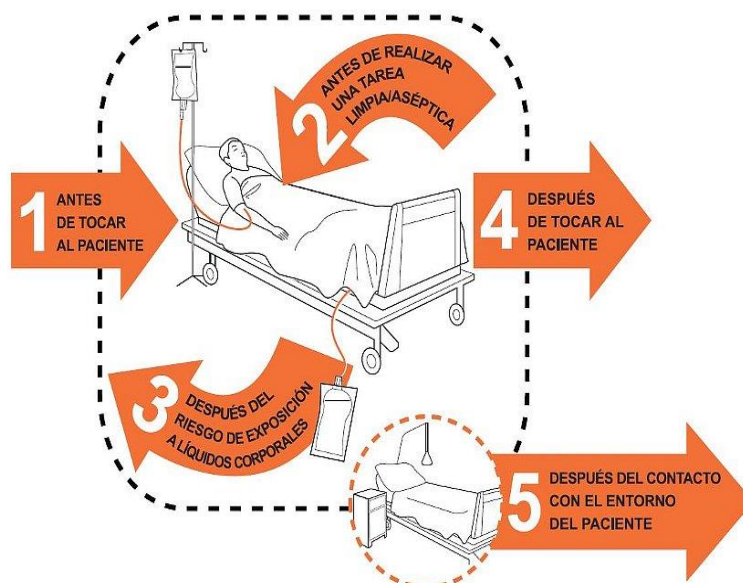 1 ANTES
DE TOCAR
AL PACIENTE
2 ANTES DE REALIZAR
UNA TAREA
LIMPIA/ASÉPTICA
3 DESPUÉS DEL
RIESGO DE EXPOSICIÓN
A LÍQUIDOS CORPORALES
4 DESPUÉS
DE TOCAR AL
PACIENTE
5 DESPUÉS DEL CONTACTO
CON EL ENTORNO
DEL PACIENTE